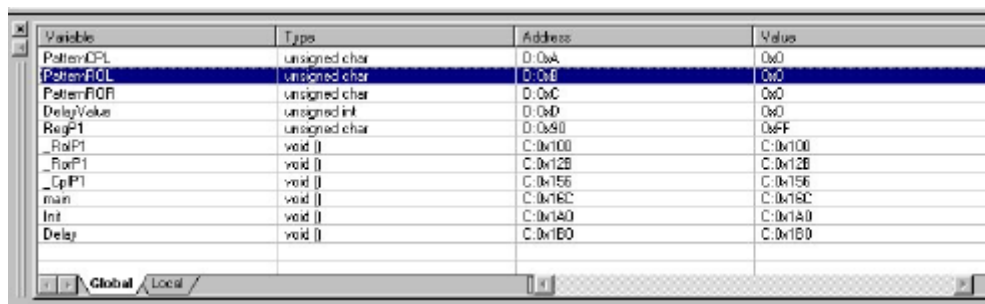 Variable Type Address Value
PatternCPL unsigned char D:0xA 0x0
PatternROL unsigned char D:0xB 0x0
PatternROR unsigned char D:0xC 0x0
DelayValue unsigned int D:0xD 0x0
RegP1 unsigned char D:0x90 0xFF
_RolP1 void () C:0x100 C:0x100
_RorP1 void () C:0x12B C:0x12B
_CplP1 void () C:0x156 C:0x156
main void () C:0x16C C:0x16C
Init void () C:0x1A0 C:0x1A0
Delay void () C:0x1B0 C:0x1B0
Global Local